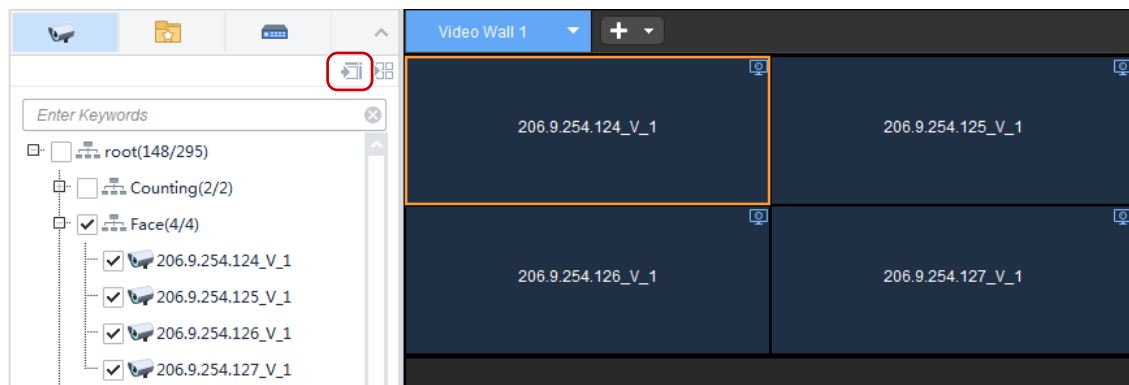 Video Wall 1
Enter Keywords
root(148/295)
Counting(2/2)
Face(4/4)
206.9.254.124_V_1
206.9.254.125_V_1
206.9.254.126_V_1
206.9.254.127_V_1
206.9.254.124_V_1
206.9.254.125_V_1
206.9.254.126_V_1
206.9.254.127_V_1